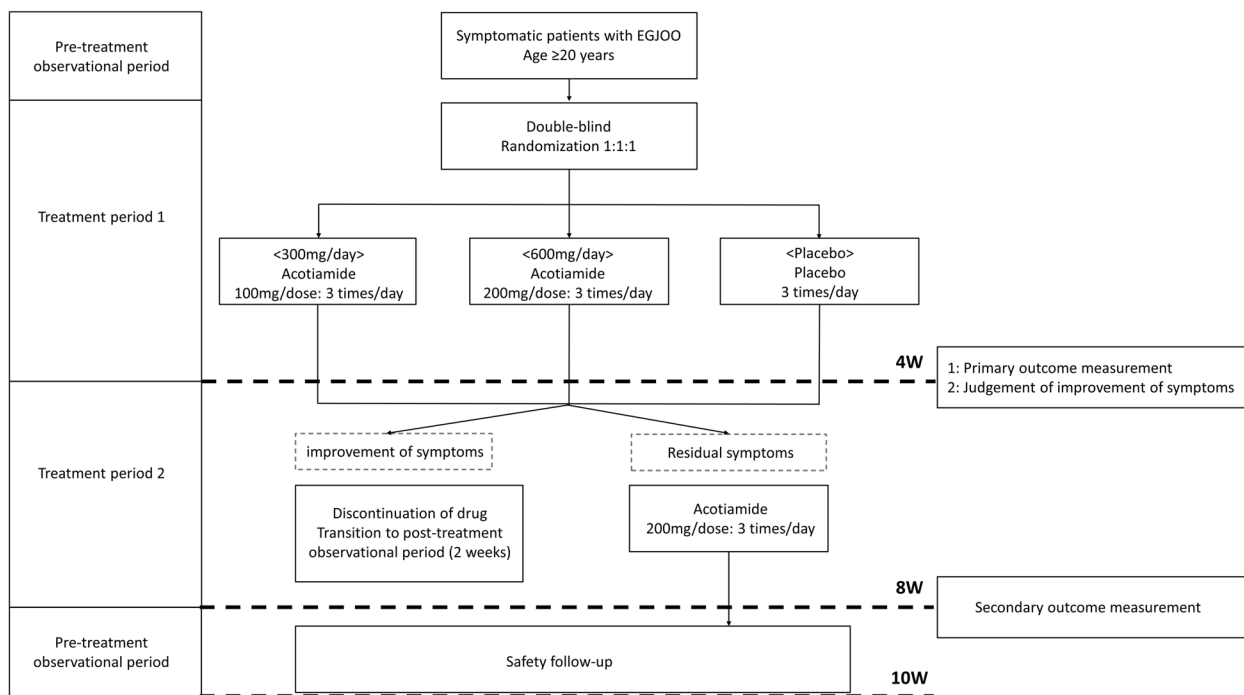 Pre-treatment
observational period
Symptomatic patients with EGJOO
Age ≥20 years
Double-blind
Randomization 1:1:1
Treatment period 1
<300mg/day>
Acotiamide
100mg/dose: 3 times/day
<600mg/day>
Acotiamide
200mg/dose: 3 times/day
<Placebo>
Placebo
3 times/day
4W
1: Primary outcome measurement
2: Judgement of improvement of symptoms
Treatment period 2
improvement of symptoms
Residual symptoms
Discontinuation of drug
Transition to post-treatment
observational period (2 weeks)
Acotiamide
200mg/dose: 3 times/day
8W
Secondary outcome measurement
Pre-treatment
observational period
Safety follow-up
10W